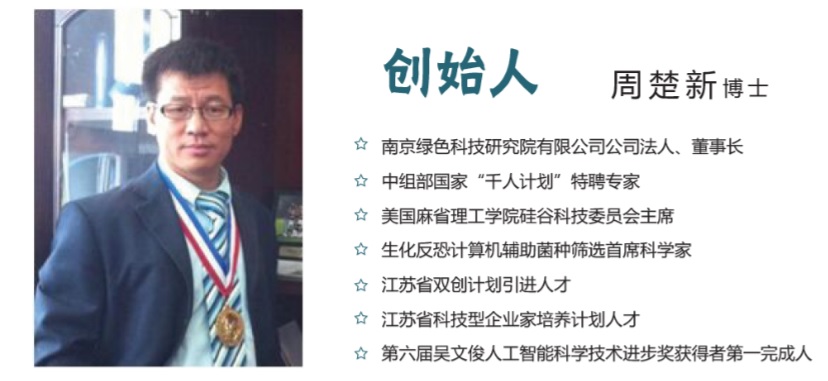 创始人 周楚新博士
☆ 南京绿色科技研究院有限公司公司法人、董事长
☆ 中组部国家“千人计划”特聘专家
☆ 美国麻省理工学院硅谷科技委员会主席
☆ 生化反恐计算机辅助菌种筛选首席科学家
☆ 江苏省双创计划引进人才
☆ 江苏省科技型企业家培养计划人才
☆ 第六届吴文俊人工智能科学技术进步奖获得者第一完成人